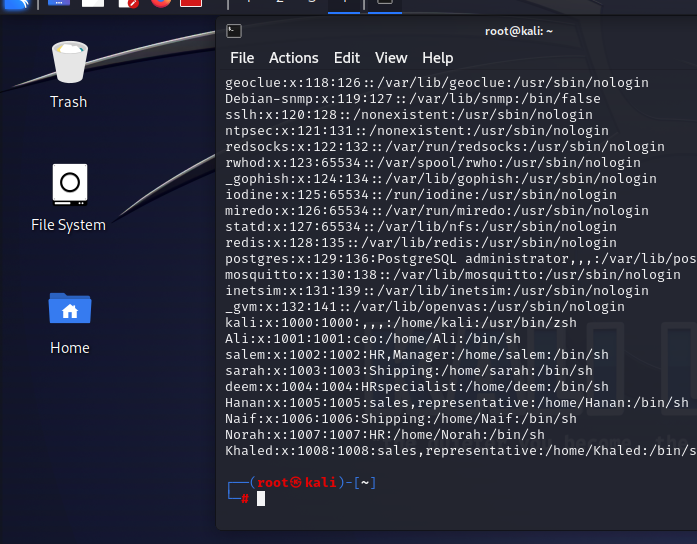 root@kali: ~
File Actions Edit View Help
Trash
File System
Home
geoclue:x:118:126::/var/lib/geoclue:/usr/sbin/nologin
Debian-snmp:x:119:127::/var/lib/snmp:/bin/false
sslh:x:120:128::/nonexistent:/usr/sbin/nologin
ntpsec:x:121:131::/nonexistent:/usr/sbin/nologin
redsocks:x:122:132::/var/run/redsocks:/usr/sbin/nologin
rwhod:x:123:65534::/var/spool/rwho:/usr/sbin/nologin
_gophish:x:124:134::/var/lib/gophish:/usr/sbin/nologin
iodine:x:125:65534::/run/iodine:/usr/sbin/nologin
miredo:x:126:65534::/var/run/miredo:/usr/sbin/nologin
statd:x:127:65534::/var/lib/nfs:/usr/sbin/nologin
redis:x:128:135::/var/lib/redis:/usr/sbin/nologin
postgres:x:129:136:PostgreSQL administrator,,,:/var/lib/pos
mosquitto:x:130:138::/var/lib/mosquitto:/usr/sbin/nologin
inetsim:x:131:139::/var/lib/inetsim:/usr/sbin/nologin
_gvm:x:132:141::/var/lib/openvas:/usr/sbin/nologin
kali:x:1000:1000:,,,:/home/kali:/usr/bin/zsh
Ali:x:1001:1001:ceo:/home/Ali:/bin/sh
salem:x:1002:1002:HR,Manager:/home/salem:/bin/sh
sarah:x:1003:1003:Shipping:/home/sarah:/bin/sh
deem:x:1004:1004:HRspecialist:/home/deem:/bin/sh
Hanan:x:1005:1005:sales,representative:/home/Hanan:/bin/sh
Naif:x:1006:1006:Shipping:/home/Naif:/bin/sh
Norah:x:1007:1007:HR:/home/Norah:/bin/sh
Khaled:x:1008:1008:sales,representative:/home/Khaled:/bin/s
┌──(root㉿kali)-[~]
└─#